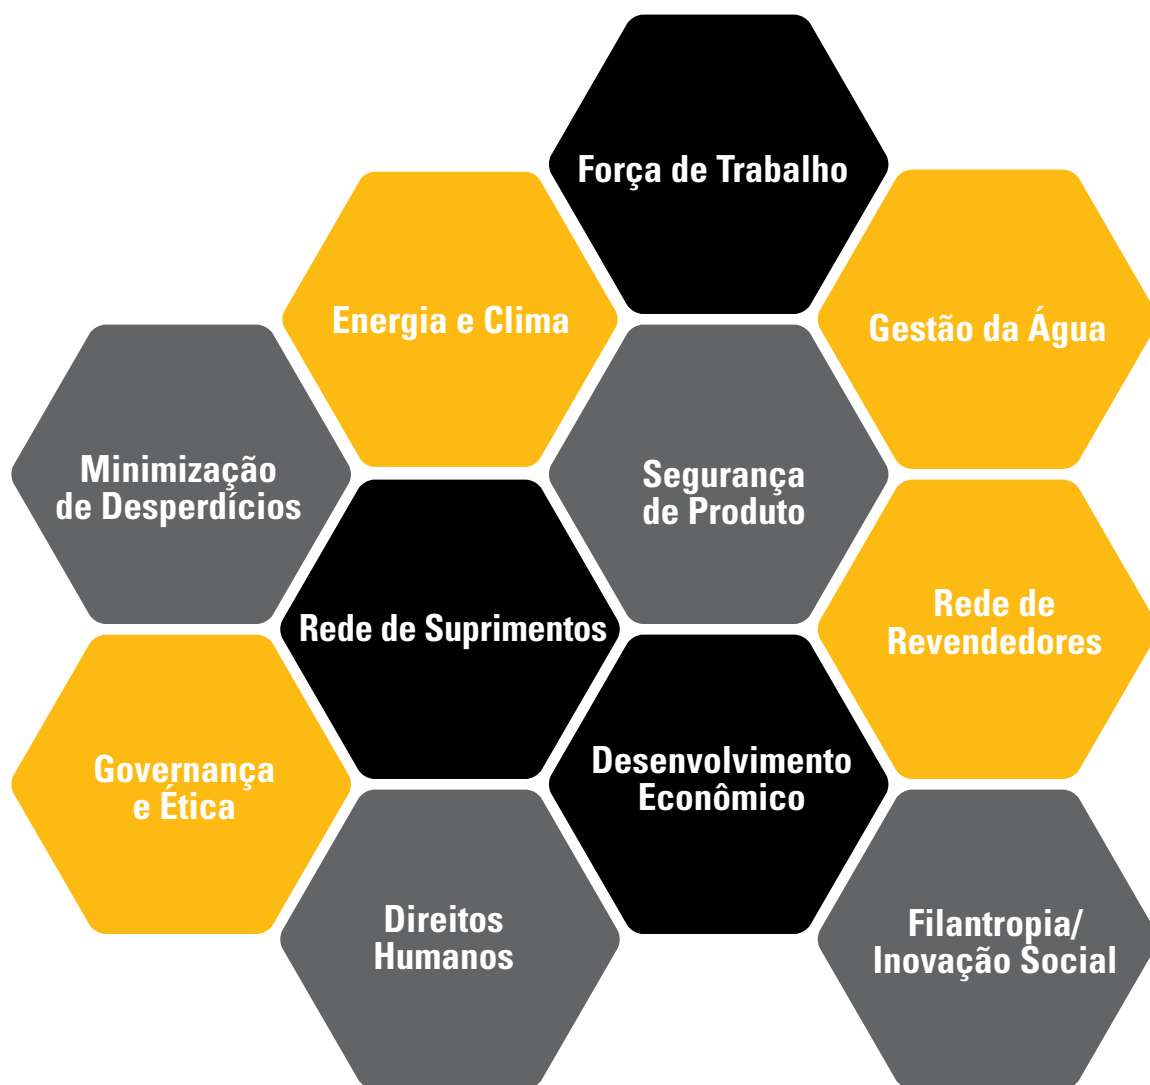 Força de Trabalho
Energia e Clima
Gestão da Água
Minimização
de Desperdícios
Segurança
de Produto
Rede de Suprimentos
Rede de
Revendedores
Governança
e Ética
Desenvolvimento
Econômico
Direitos
Humanos
Filantropia/
Inovação Social